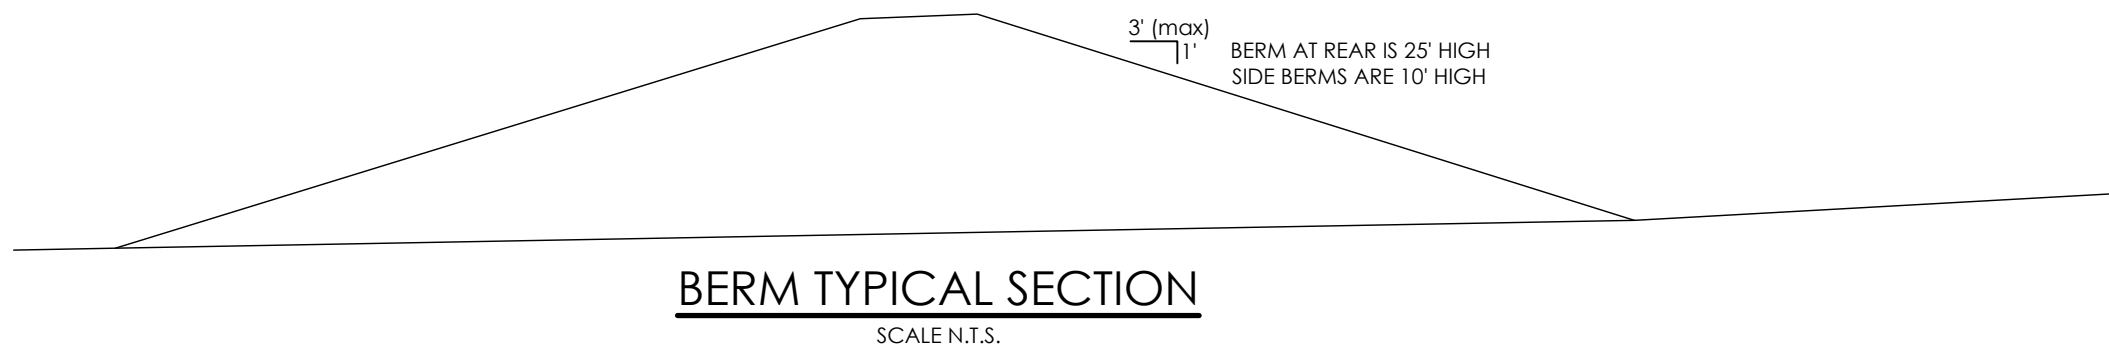 3' (max)
1'
BERM AT REAR IS 25' HIGH
SIDE BERMS ARE 10' HIGH
BERM TYPICAL SECTION
SCALE N.T.S.